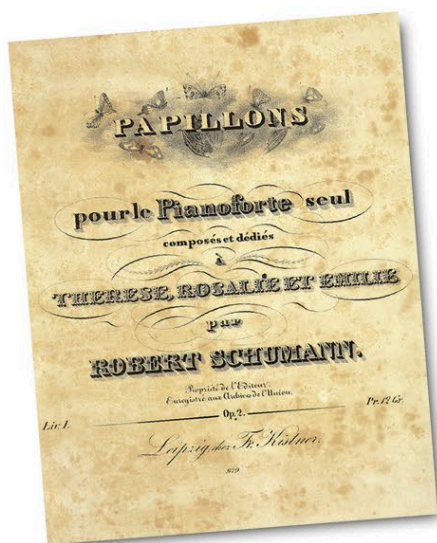 PAPILLONS
pour le Pianoforte seul
composés et dédiés
à
THERESE, ROSALIE ET EMILIE
par
ROBERT SCHUMANN.
Propriété de l'Editeur.
Enregistré aux Archives de l'Union.
Liv. I. Op. 2. Pr. 12 Gr.
Leipzig chez Fr. Kistner.